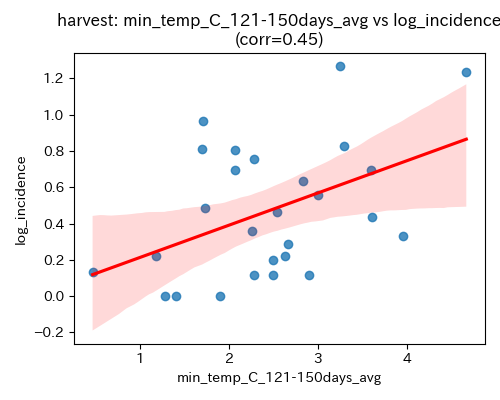 harvest: min_temp_C_121-150days_avg vs log_incidence
(corr=0.45)
log_incidence
1.2
1.0
0.8
0.6
0.4
0.2
0.0
−0.2
1 2 3 4
min_temp_C_121-150days_avg